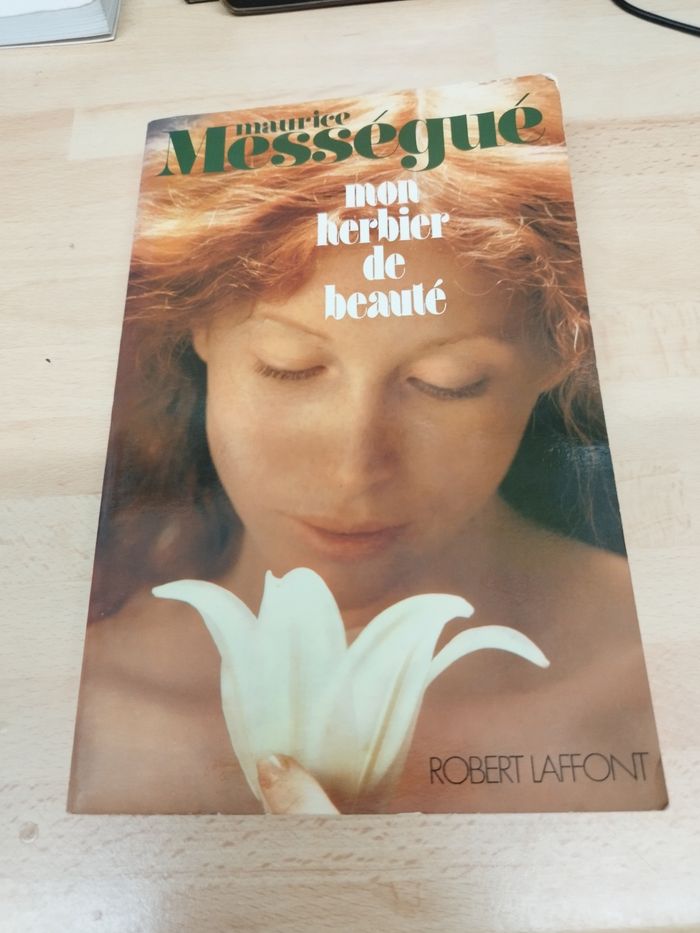 maurice
Mességué
mon
herbier
de
beauté
ROBERT LAFFONT